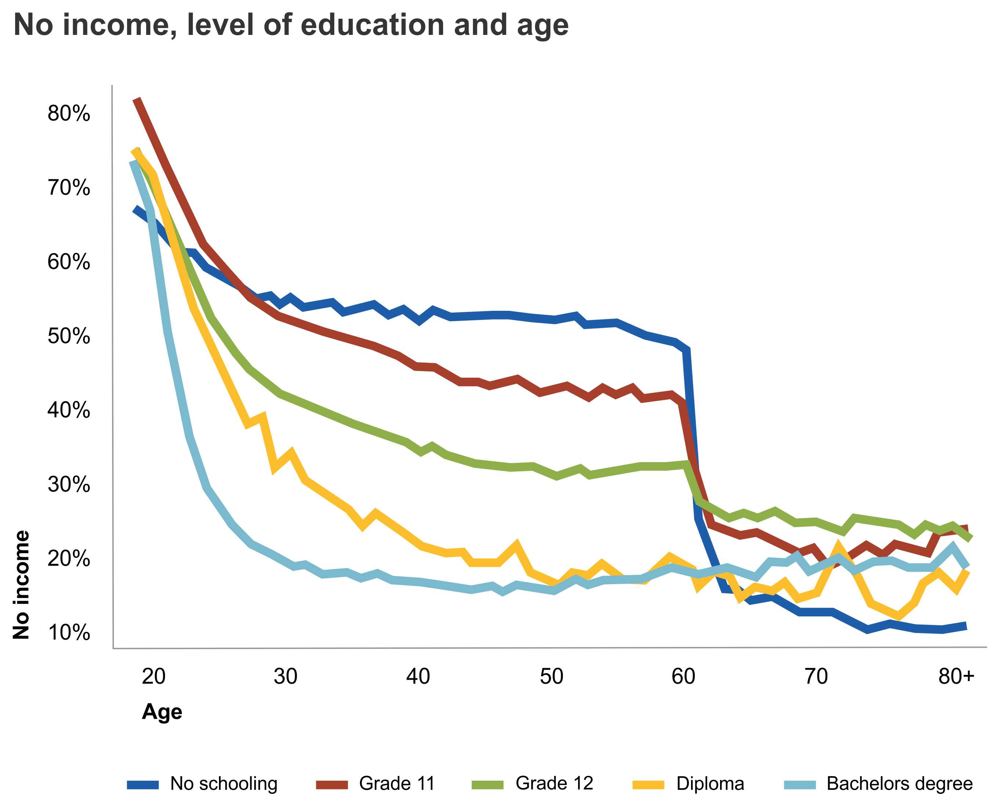 No income, level of education and age
80%
70%
60%
50%
40%
30%
20%
10%
No income
20 30 40 50 60 70 80+
Age
No schooling Grade 11 Grade 12 Diploma Bachelors degree